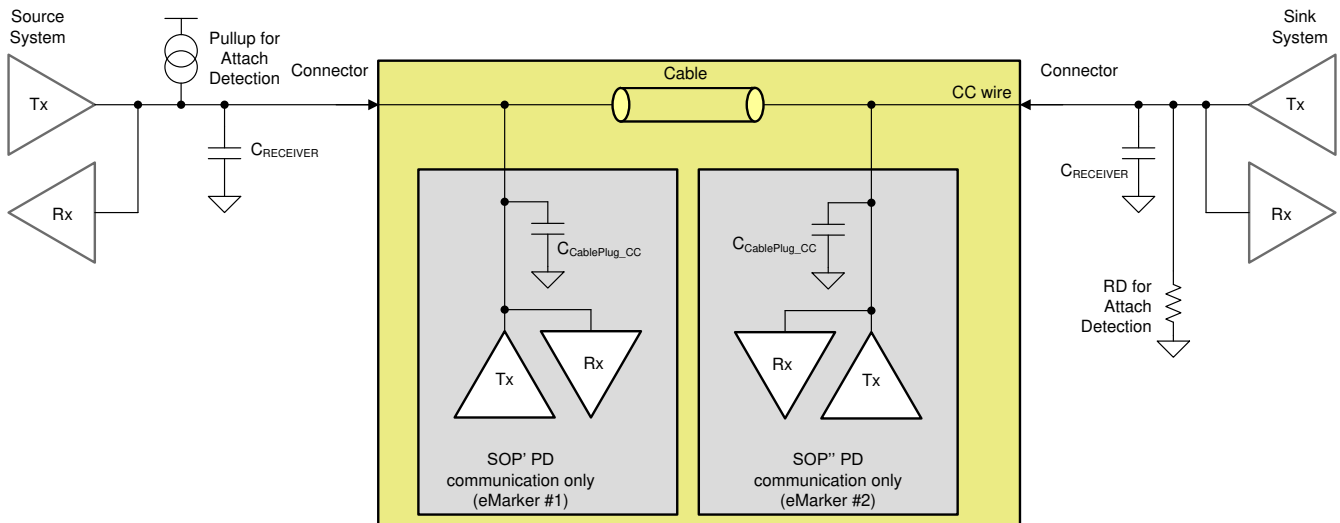 Source
System
Tx
Rx
Pullup for
Attach
Detection
CRECEIVER
Connector
Cable
CC wire
CCablePlug_CC
Tx
Rx
SOP' PD
communication only
(eMarker #1)
CCablePlug_CC
Rx
Tx
SOP'' PD
communication only
(eMarker #2)
Connector
CRECEIVER
RD for
Attach
Detection
Sink
System
Tx
Rx